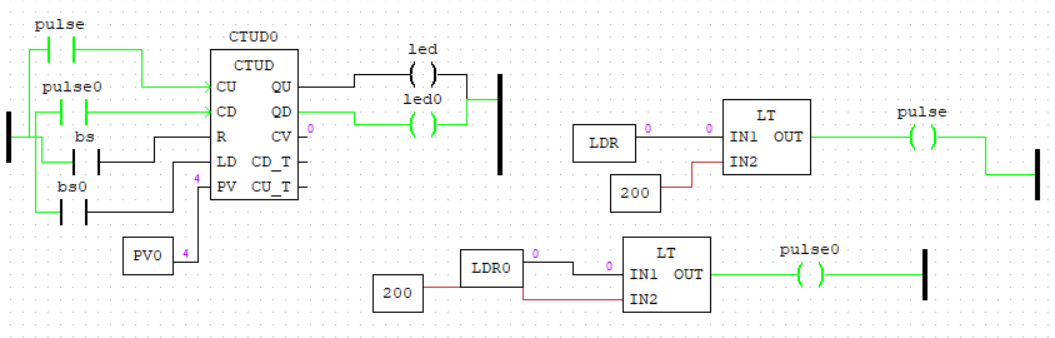 pulse
CTUD0
CTUD
led
CU QU
pulse0
led0
CD QD
bs
R CV 0
LD CD_T
bs0
4 PV CU_T
PV0 4
LT
pulse
LDR 0 0 IN1 OUT
IN2
200
LT
pulse0
LDR0 0 0 IN1 OUT
200 IN2